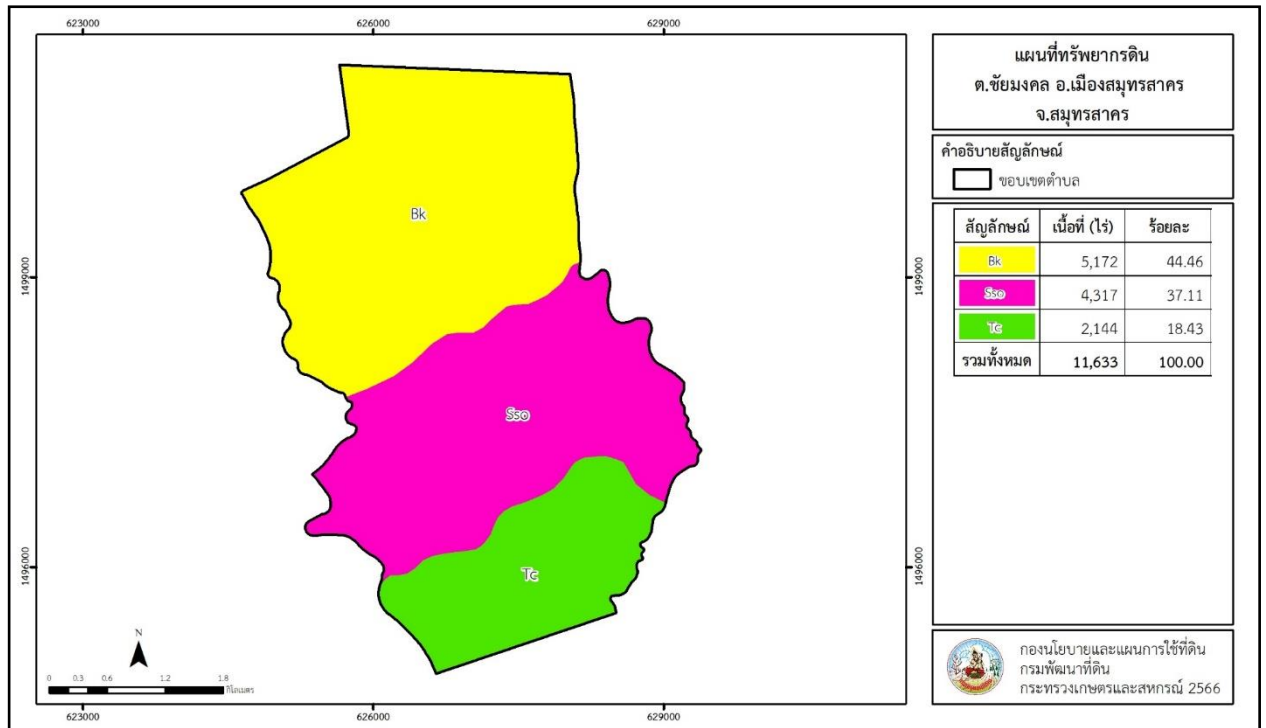 623000
626000
629000
1499000
1496000
Bk
Sso
Tc
N
0 0.3 0.6 1.2 1.8
กิโลเมตร
1499000
1496000
623000
626000
629000
แผนที่ทรัพยากรดิน
ต.ชัยมงคล อ.เมืองสมุทรสาคร
จ.สมุทรสาคร
คำอธิบายสัญลักษณ์
ขอบเขตตำบล
สัญลักษณ์ เนื้อที่ (ไร่) ร้อยละ
Bk 5,172 44.46
Sso 4,317 37.11
Tc 2,144 18.43
รวมทั้งหมด 11,633 100.00
กองนโยบายและแผนการใช้ที่ดิน
กรมพัฒนาที่ดิน
กระทรวงเกษตรและสหกรณ์ 2566